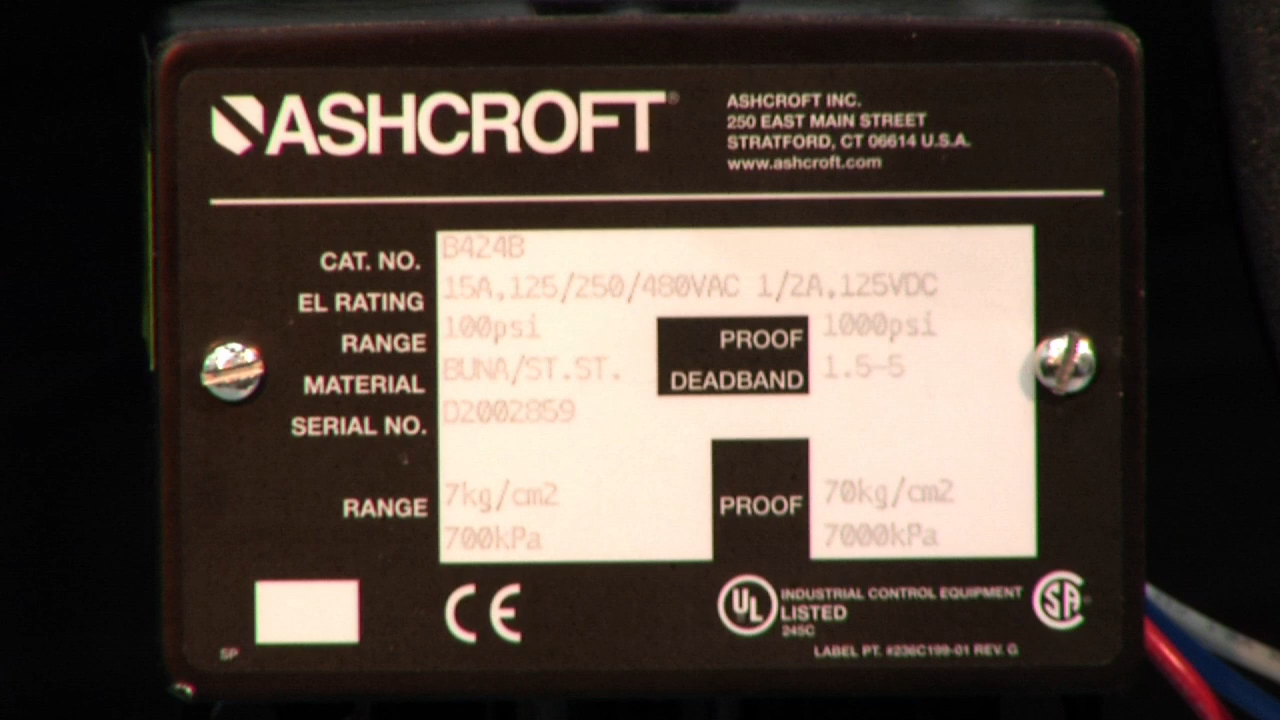 ASHCROFT®
ASHCROFT INC.
250 EAST MAIN STREET
STRATFORD, CT 06614 U.S.A.
www.ashcroft.com
CAT. NO. B424B
EL RATING 15A,125/250/480VAC 1/2A,125VDC
RANGE 100psi PROOF 1000psi
MATERIAL BUNA/ST.ST. DEADBAND 1.5-5
SERIAL NO. D2002859
RANGE 7kg/cm2 PROOF 70kg/cm2
700kPa 7000kPa
CE
UL INDUSTRIAL CONTROL EQUIPMENT
LISTED
245C
SA
SP
LABEL PT. #236C199-01 REV. G